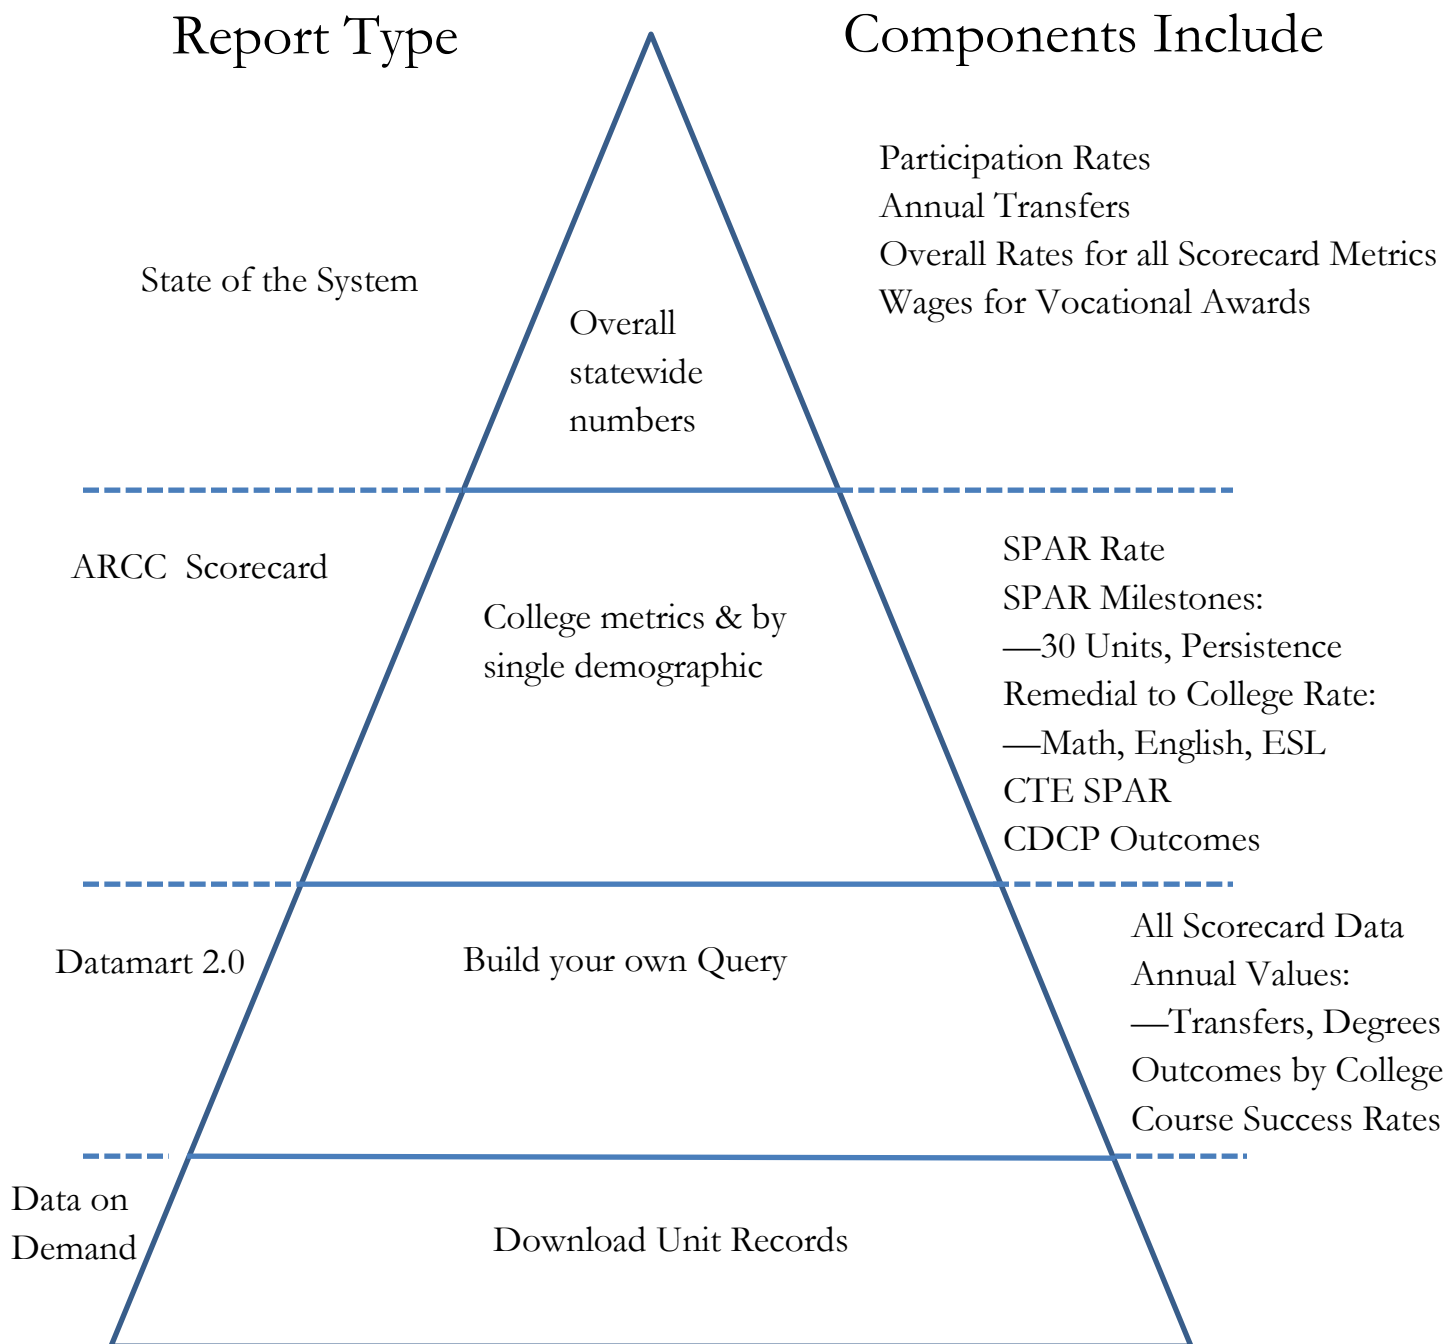 Report Type
Components Include
State of the System
Overall
statewide
numbers
Participation Rates
Annual Transfers
Overall Rates for all Scorecard Metrics
Wages for Vocational Awards
ARCC  Scorecard
College metrics & by
single demographic
SPAR Rate
SPAR Milestones:
—30 Units, Persistence
Remedial to College Rate:
—Math, English, ESL
CTE SPAR
CDCP Outcomes
Datamart 2.0
Build your own Query
All Scorecard Data
Annual Values:
—Transfers, Degrees
Outcomes by College
Course Success Rates
Data on
Demand
Download Unit Records